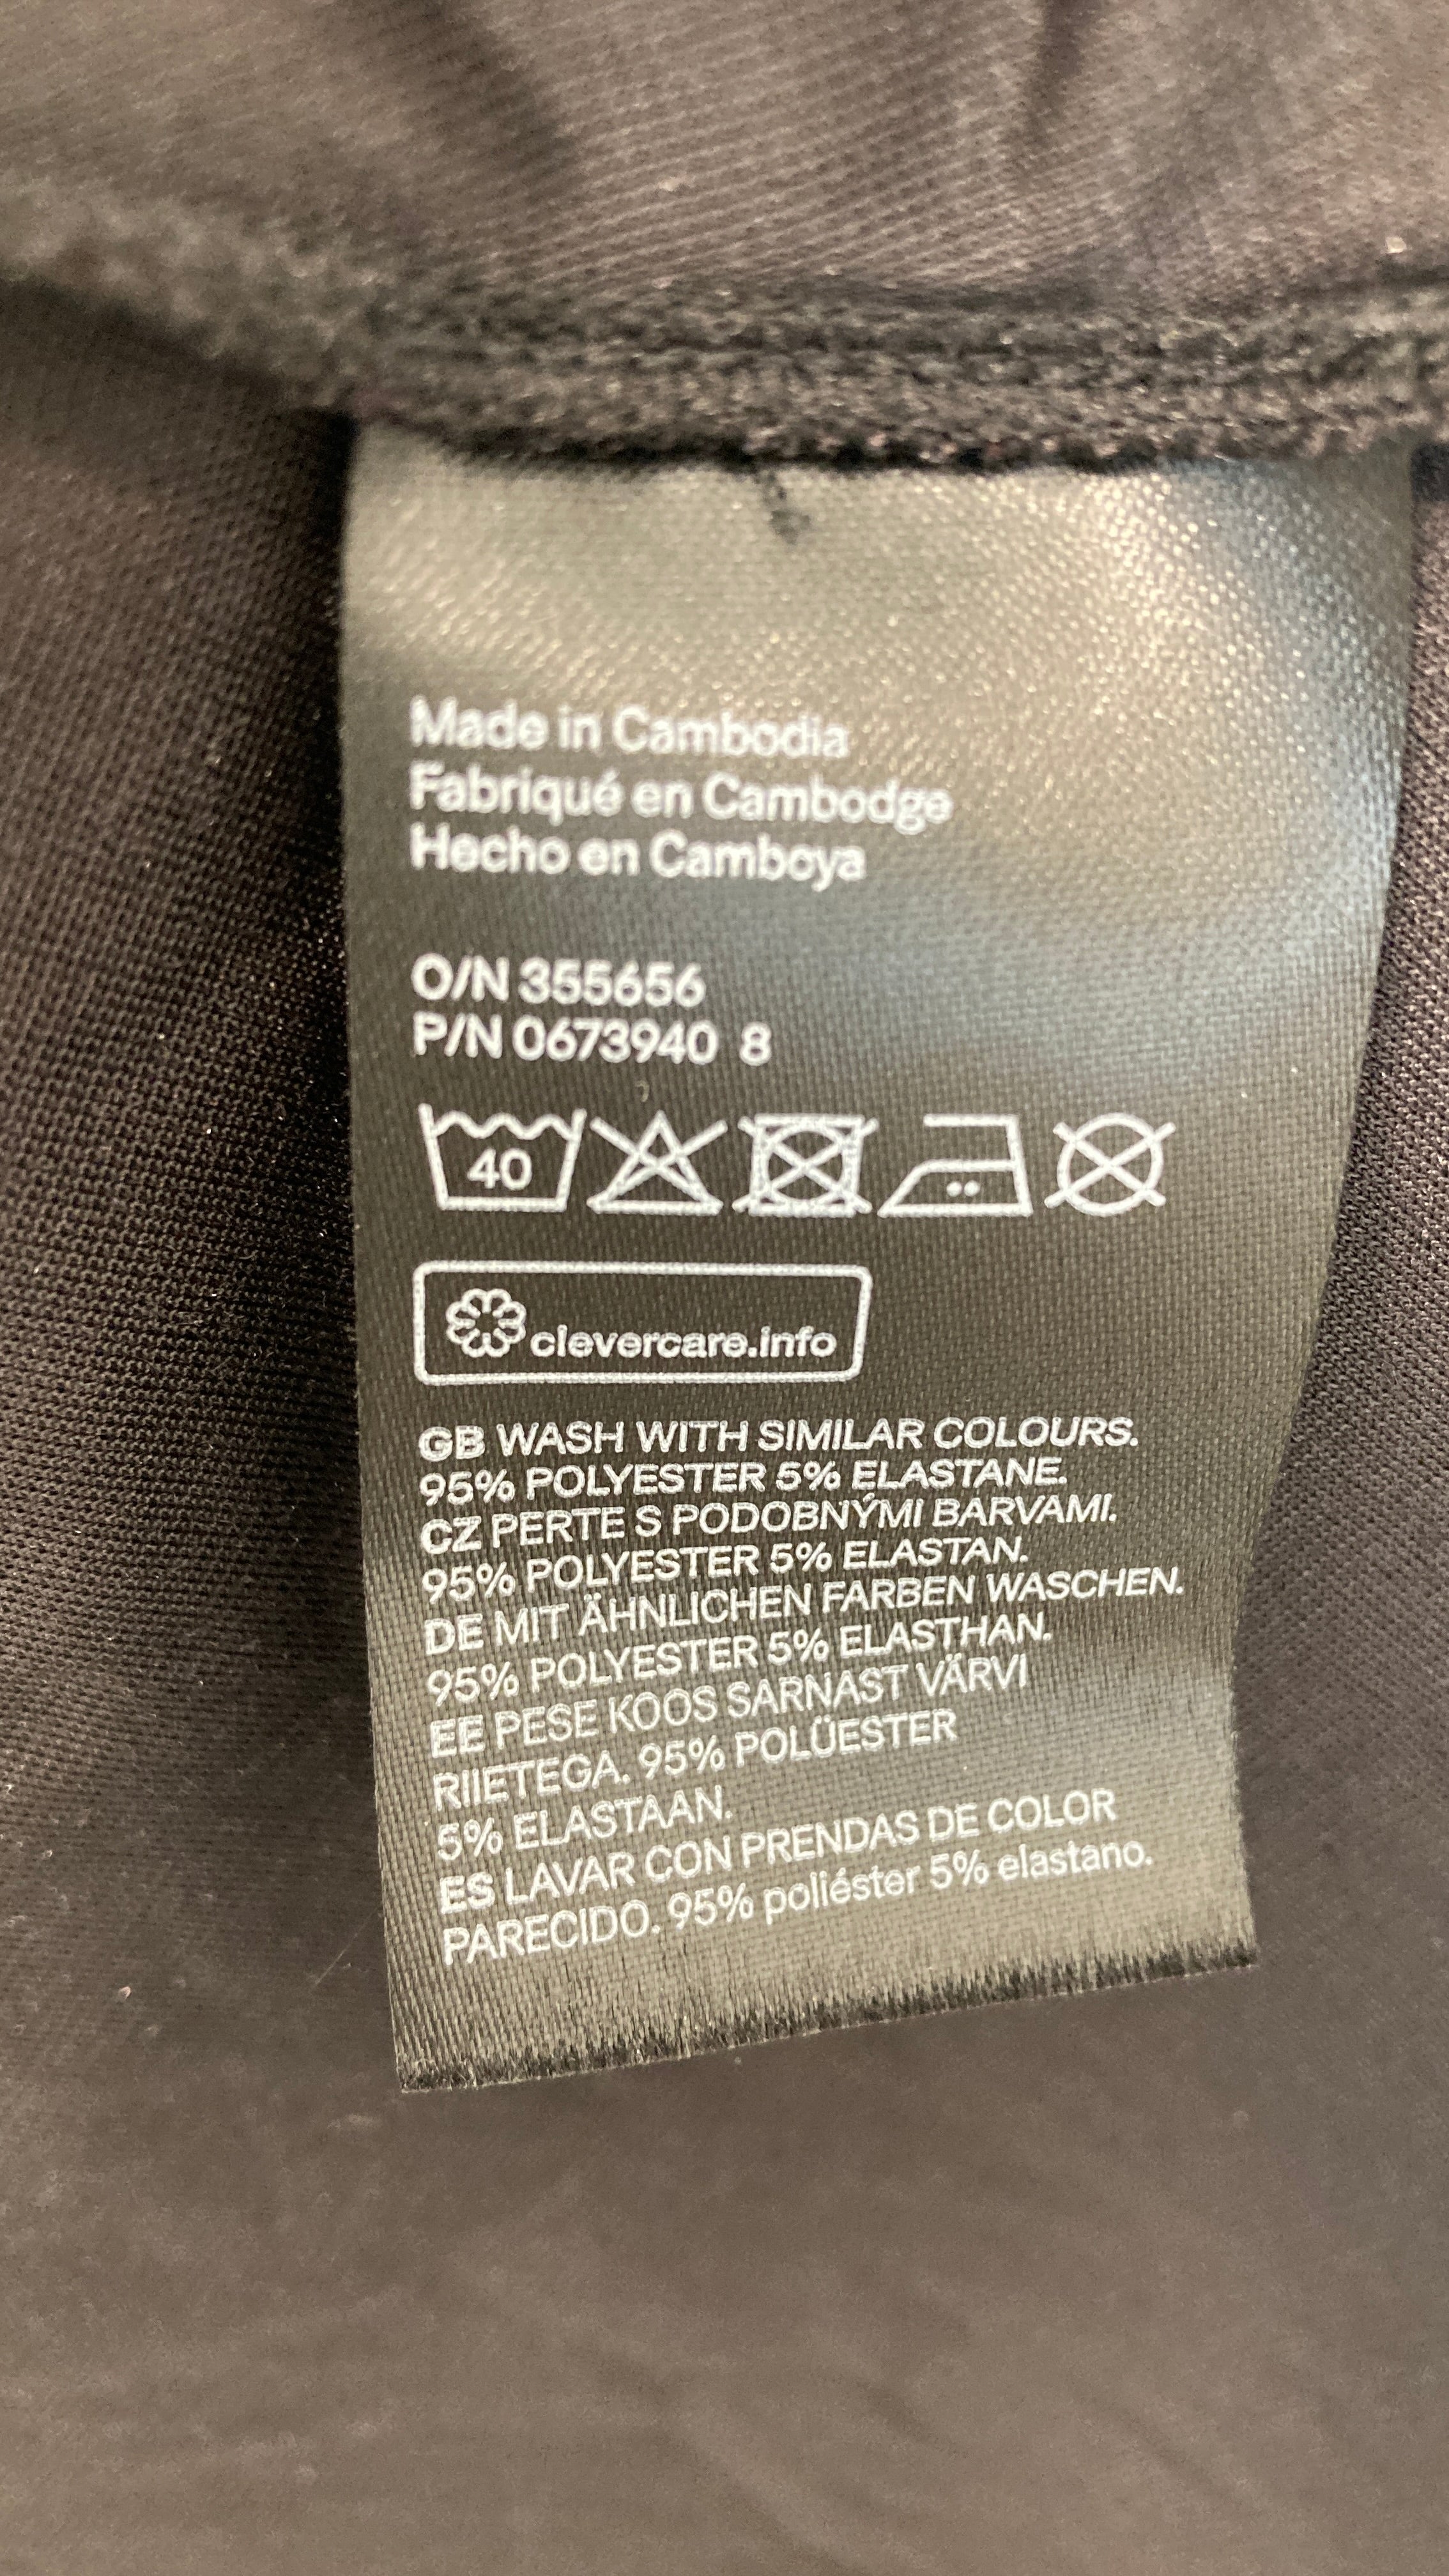 Made in Cambodia
Fabriqué en Cambodge
Hecho en Camboya
O/N 355656
P/N 0673940 8
40
clevercare.info
GB WASH WITH SIMILAR COLOURS.
95% POLYESTER 5% ELASTANE.
CZ PERTE S PODOBNÝMI BARVAMI.
95% POLYESTER 5% ELASTAN.
DE MIT ÄHNLICHEN FARBEN WASCHEN.
95% POLYESTER 5% ELASTHAN.
EE PESE KOOS SARNAST VÄRVI
RIIETEGA. 95% POLÜESTER
5% ELASTAAN.
ES LAVAR CON PRENDAS DE COLOR
PARECIDO. 95% poliéster 5% elastano.